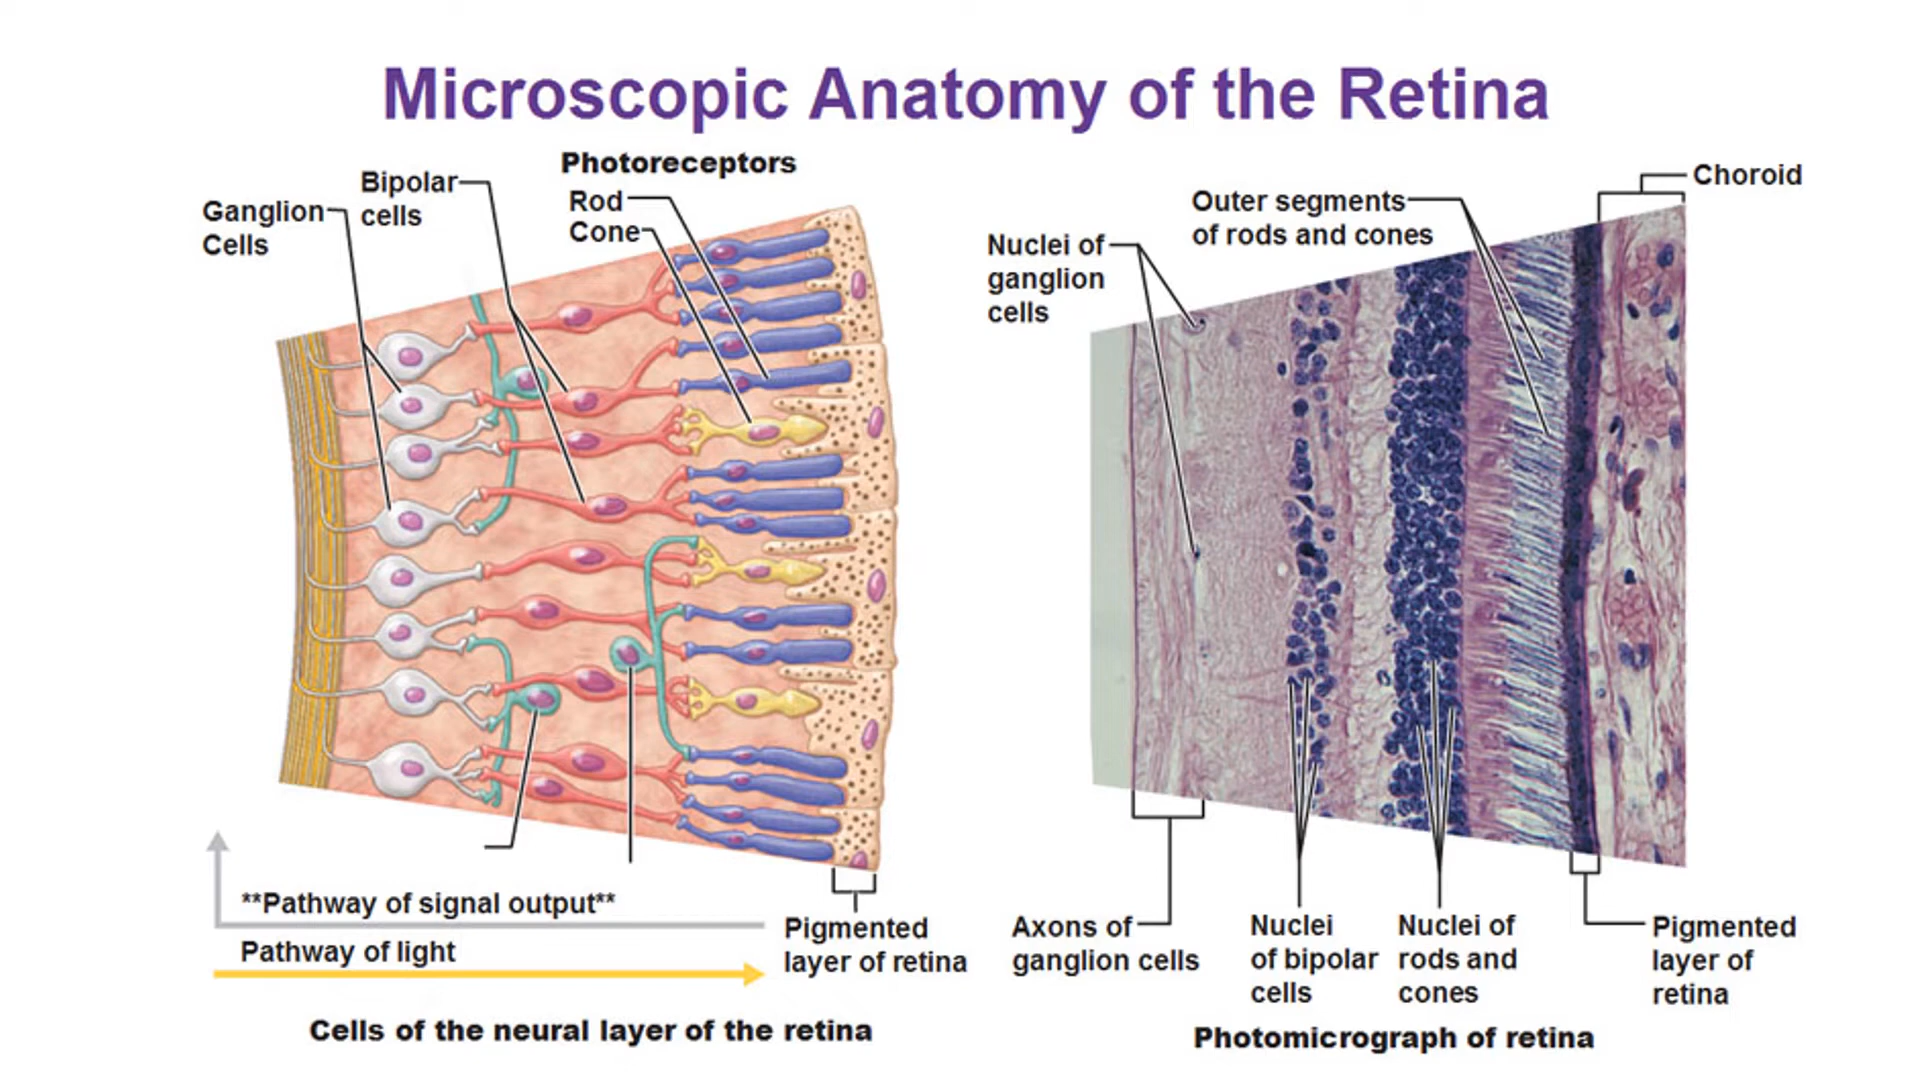 Microscopic Anatomy of the Retina
Photoreceptors
Bipolar
cells
Ganglion
Cells
Rod
Cone
**Pathway of signal output**
Pathway of light
Pigmented
layer of retina
Cells of the neural layer of the retina
Choroid
Outer segments
of rods and cones
Nuclei of
ganglion
cells
Axons of
ganglion cells
Nuclei
of bipolar
cells
Nuclei of
rods and
cones
Pigmented
layer of
retina
Photomicrograph of retina